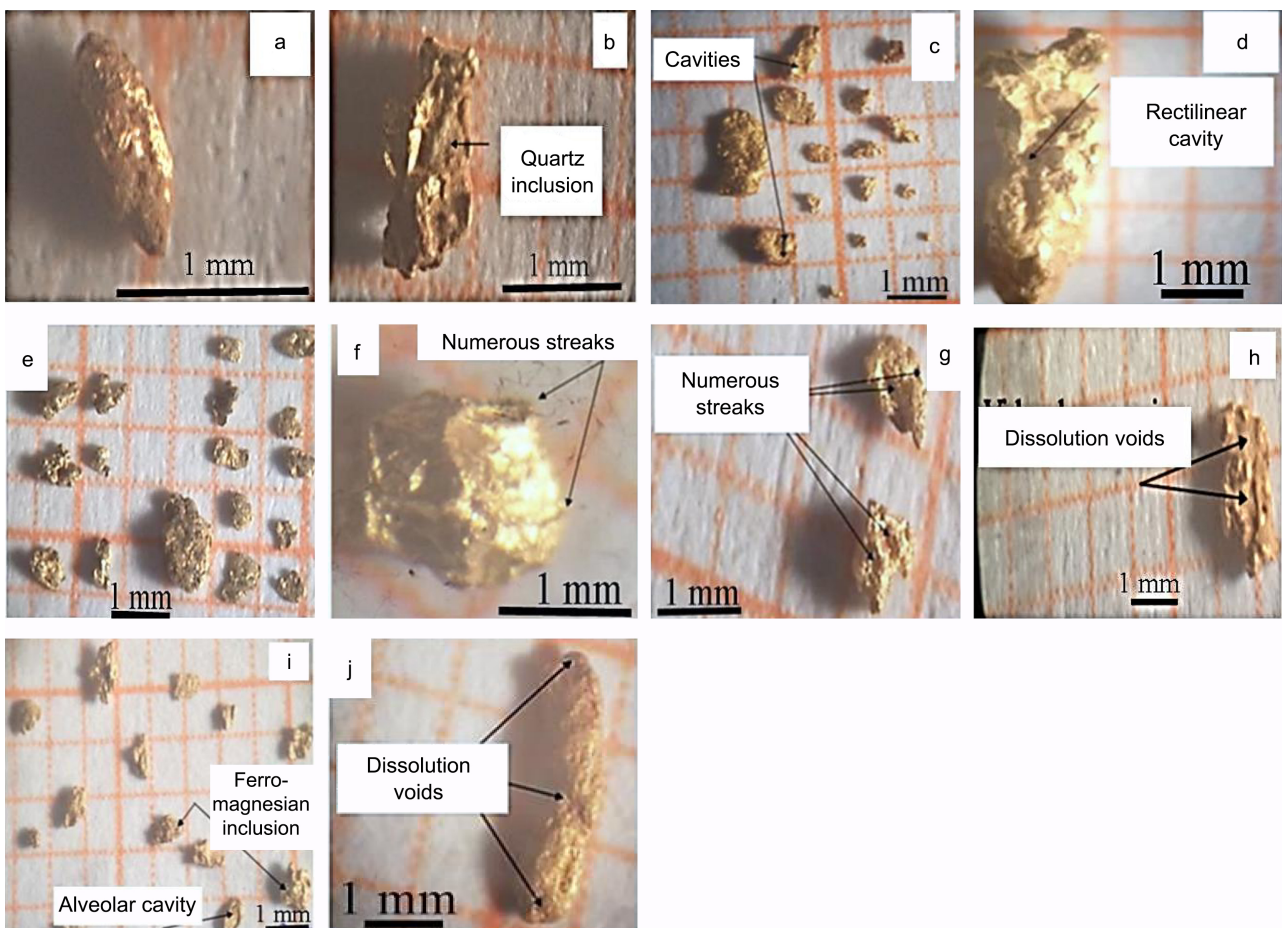 a
1 mm
b
Quartz
inclusion
1 mm
c
Cavities
1 mm
d
Rectilinear
cavity
1 mm
e
1 mm
f
Numerous streaks
1 mm
g
Numerous
streaks
1 mm
h
Dissolution voids
1 mm
i
Ferro-
magnesian
inclusion
Alveolar cavity
1 mm
j
Dissolution
voids
1 mm